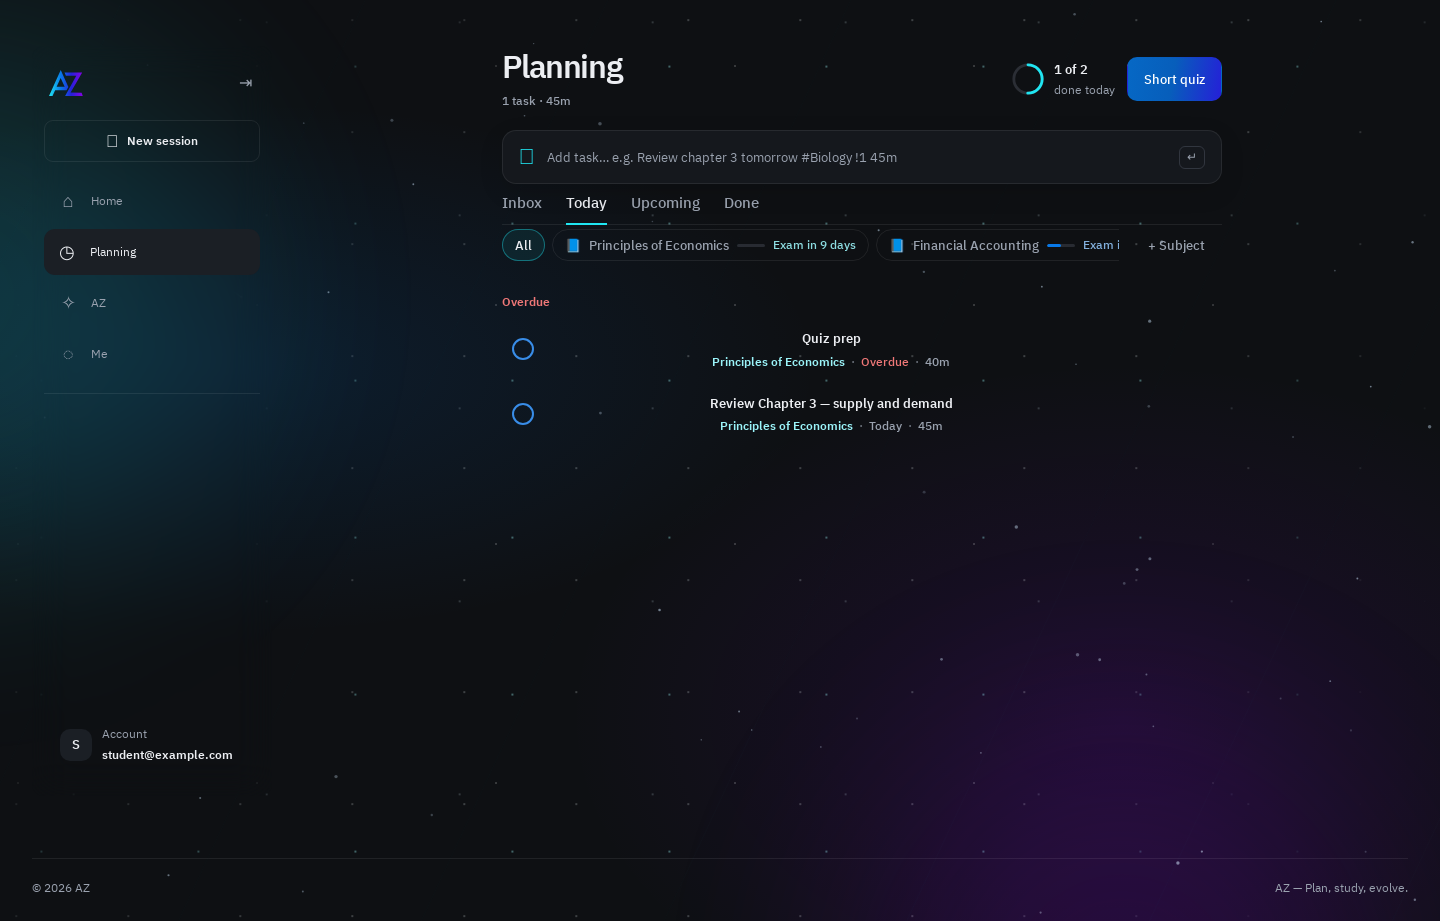 AZ
New session
Home
Planning
AZ
Me
Account
S
student@example.com
Planning
1 task · 45m
1 of 2
done today
Short quiz
Add task... e.g. Review chapter 3 tomorrow #Biology !1 45m
Inbox Today Upcoming Done
All Principles of Economics Exam in 9 days Financial Accounting Exam i + Subject
Overdue
Quiz prep
Principles of Economics · Overdue · 40m
Review Chapter 3 — supply and demand
Principles of Economics · Today · 45m
© 2026 AZ
AZ — Plan, study, evolve.